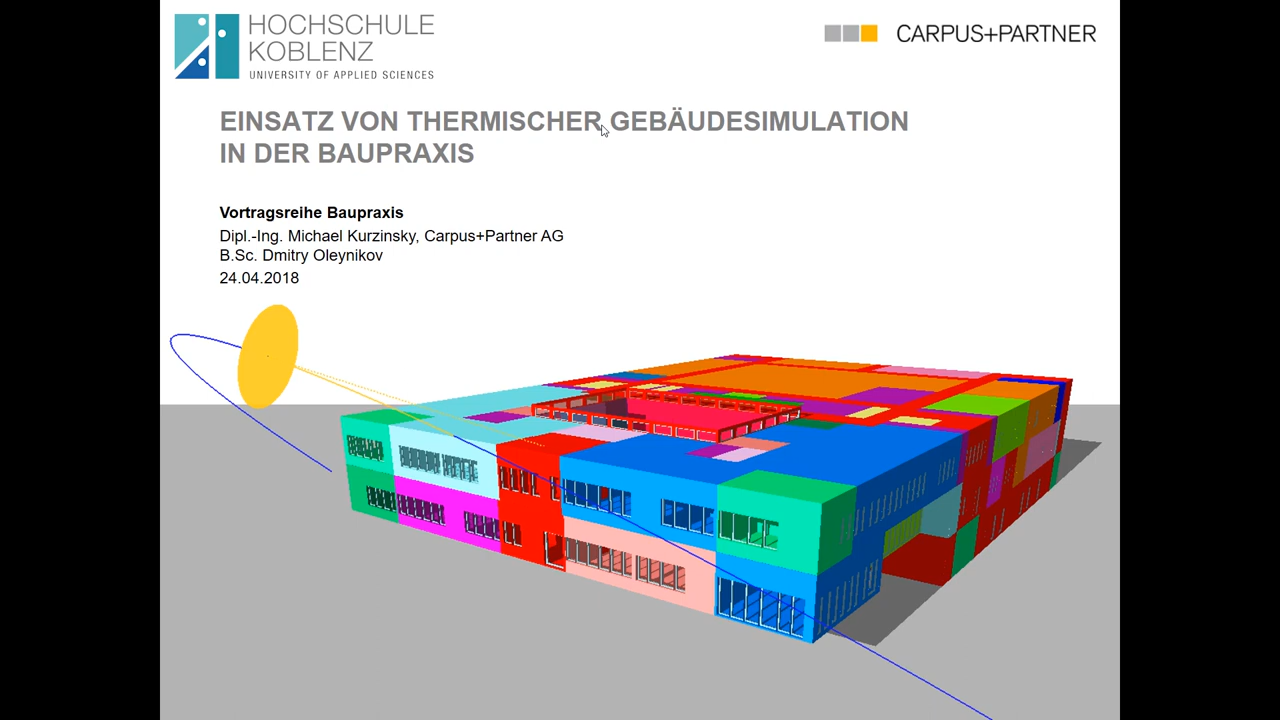 HOCHSCHULE
KOBLENZ
UNIVERSITY OF APPLIED SCIENCES
CARPUS+PARTNER
EINSATZ VON THERMISCHER GEBÄUDESIMULATION
IN DER BAUPRAXIS
Vortragsreihe Baupraxis
Dipl.-Ing. Michael Kurzinsky, Carpus+Partner AG
B.Sc. Dmitry Oleynikov
24.04.2018